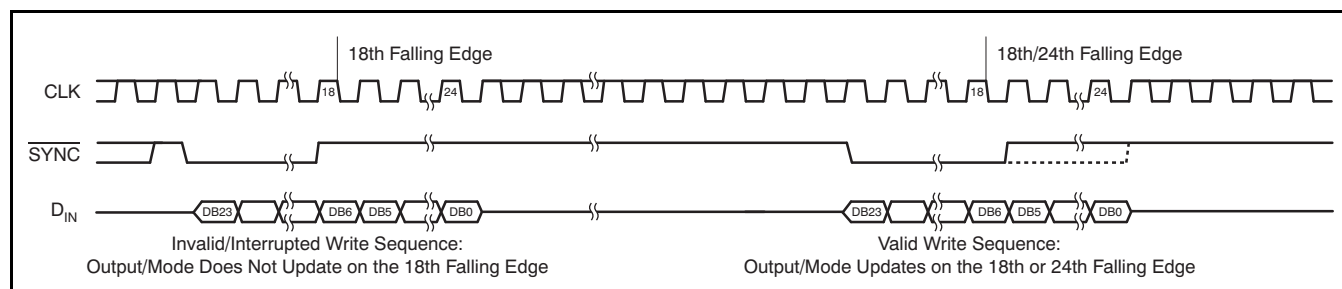 18th Falling Edge
18th/24th Falling Edge
CLK
18
24
18
24
SYNC
D_IN
DB23
DB6
DB5
DB0
DB23
DB6
DB5
DB0
Invalid/Interrupted Write Sequence:
Output/Mode Does Not Update on the 18th Falling Edge
Valid Write Sequence:
Output/Mode Updates on the 18th or 24th Falling Edge